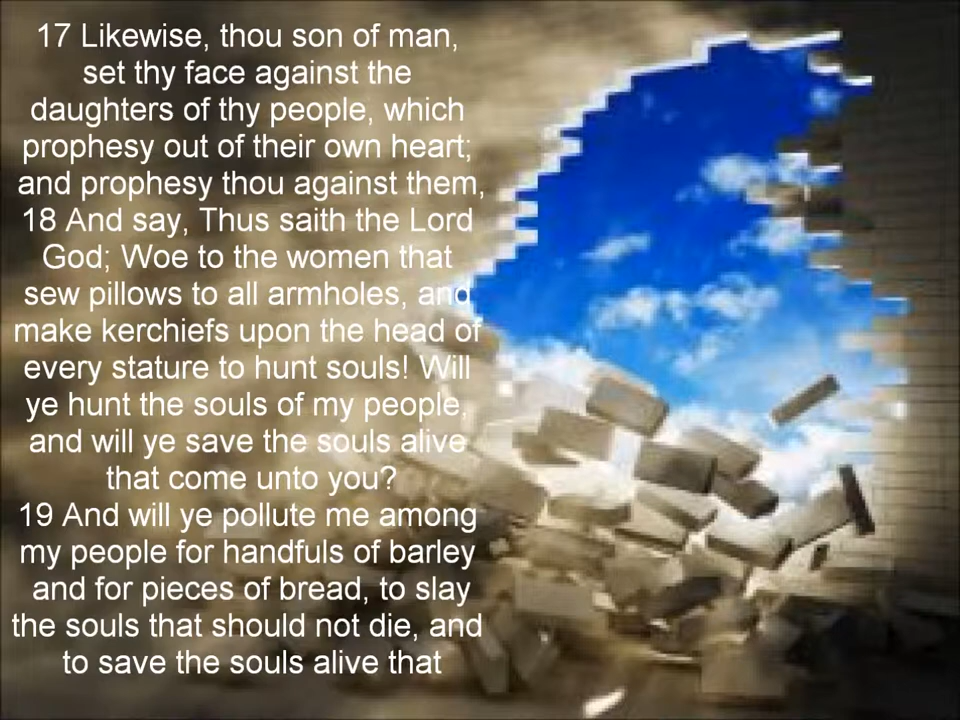 17 Likewise, thou son of man,
set thy face against the
daughters of thy people, which
prophesy out of their own heart;
and prophesy thou against them,
18 And say, Thus saith the Lord
God; Woe to the women that
sew pillows to all armholes, and
make kerchiefs upon the head of
every stature to hunt souls! Will
ye hunt the souls of my people,
and will ye save the souls alive
that come unto you?
19 And will ye pollute me among
my people for handfuls of barley
and for pieces of bread, to slay
the souls that should not die, and
to save the souls alive that